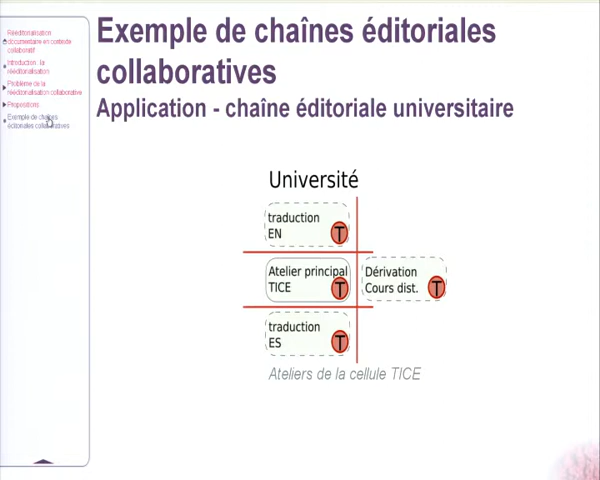 Rééditorialisation
documentaire en contexte
collaboratif
Introduction : la
rééditorialisation
Problème de la
rééditorialisation collaborative
Propositions
Exemple de chaînes
éditoriales collaboratives
Exemple de chaînes éditoriales
collaboratives
Application - chaîne éditoriale universitaire
Université
traduction
EN
T
Atelier principal
TICE
T
Dérivation
Cours dist.
T
traduction
ES
T
Ateliers de la cellule TICE